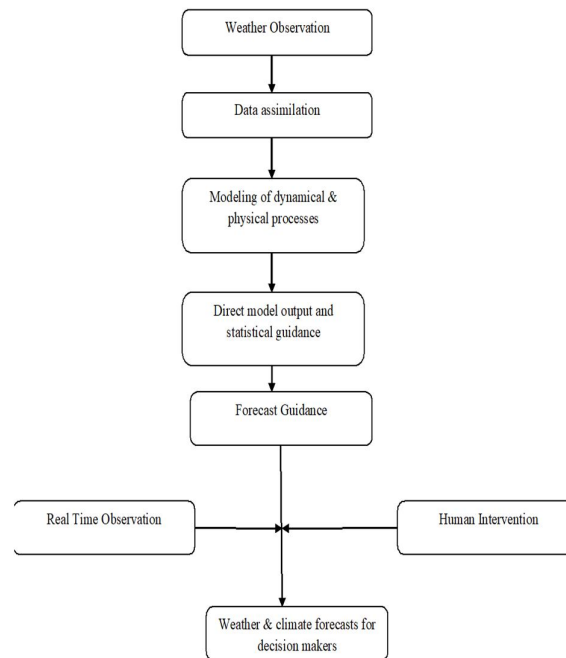 Weather Observation
Data assimilation
Modeling of dynamical &
physical processes
Direct model output and
statistical guidance
Forecast Guidance
Real Time Observation
Human Intervention
Weather & climate forecasts for
decision makers